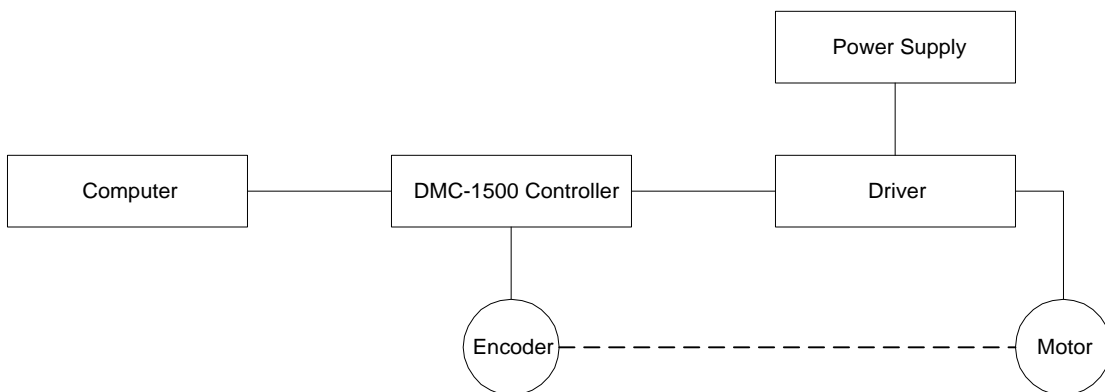 Power Supply
Computer
DMC-1500 Controller
Driver
Encoder
Motor